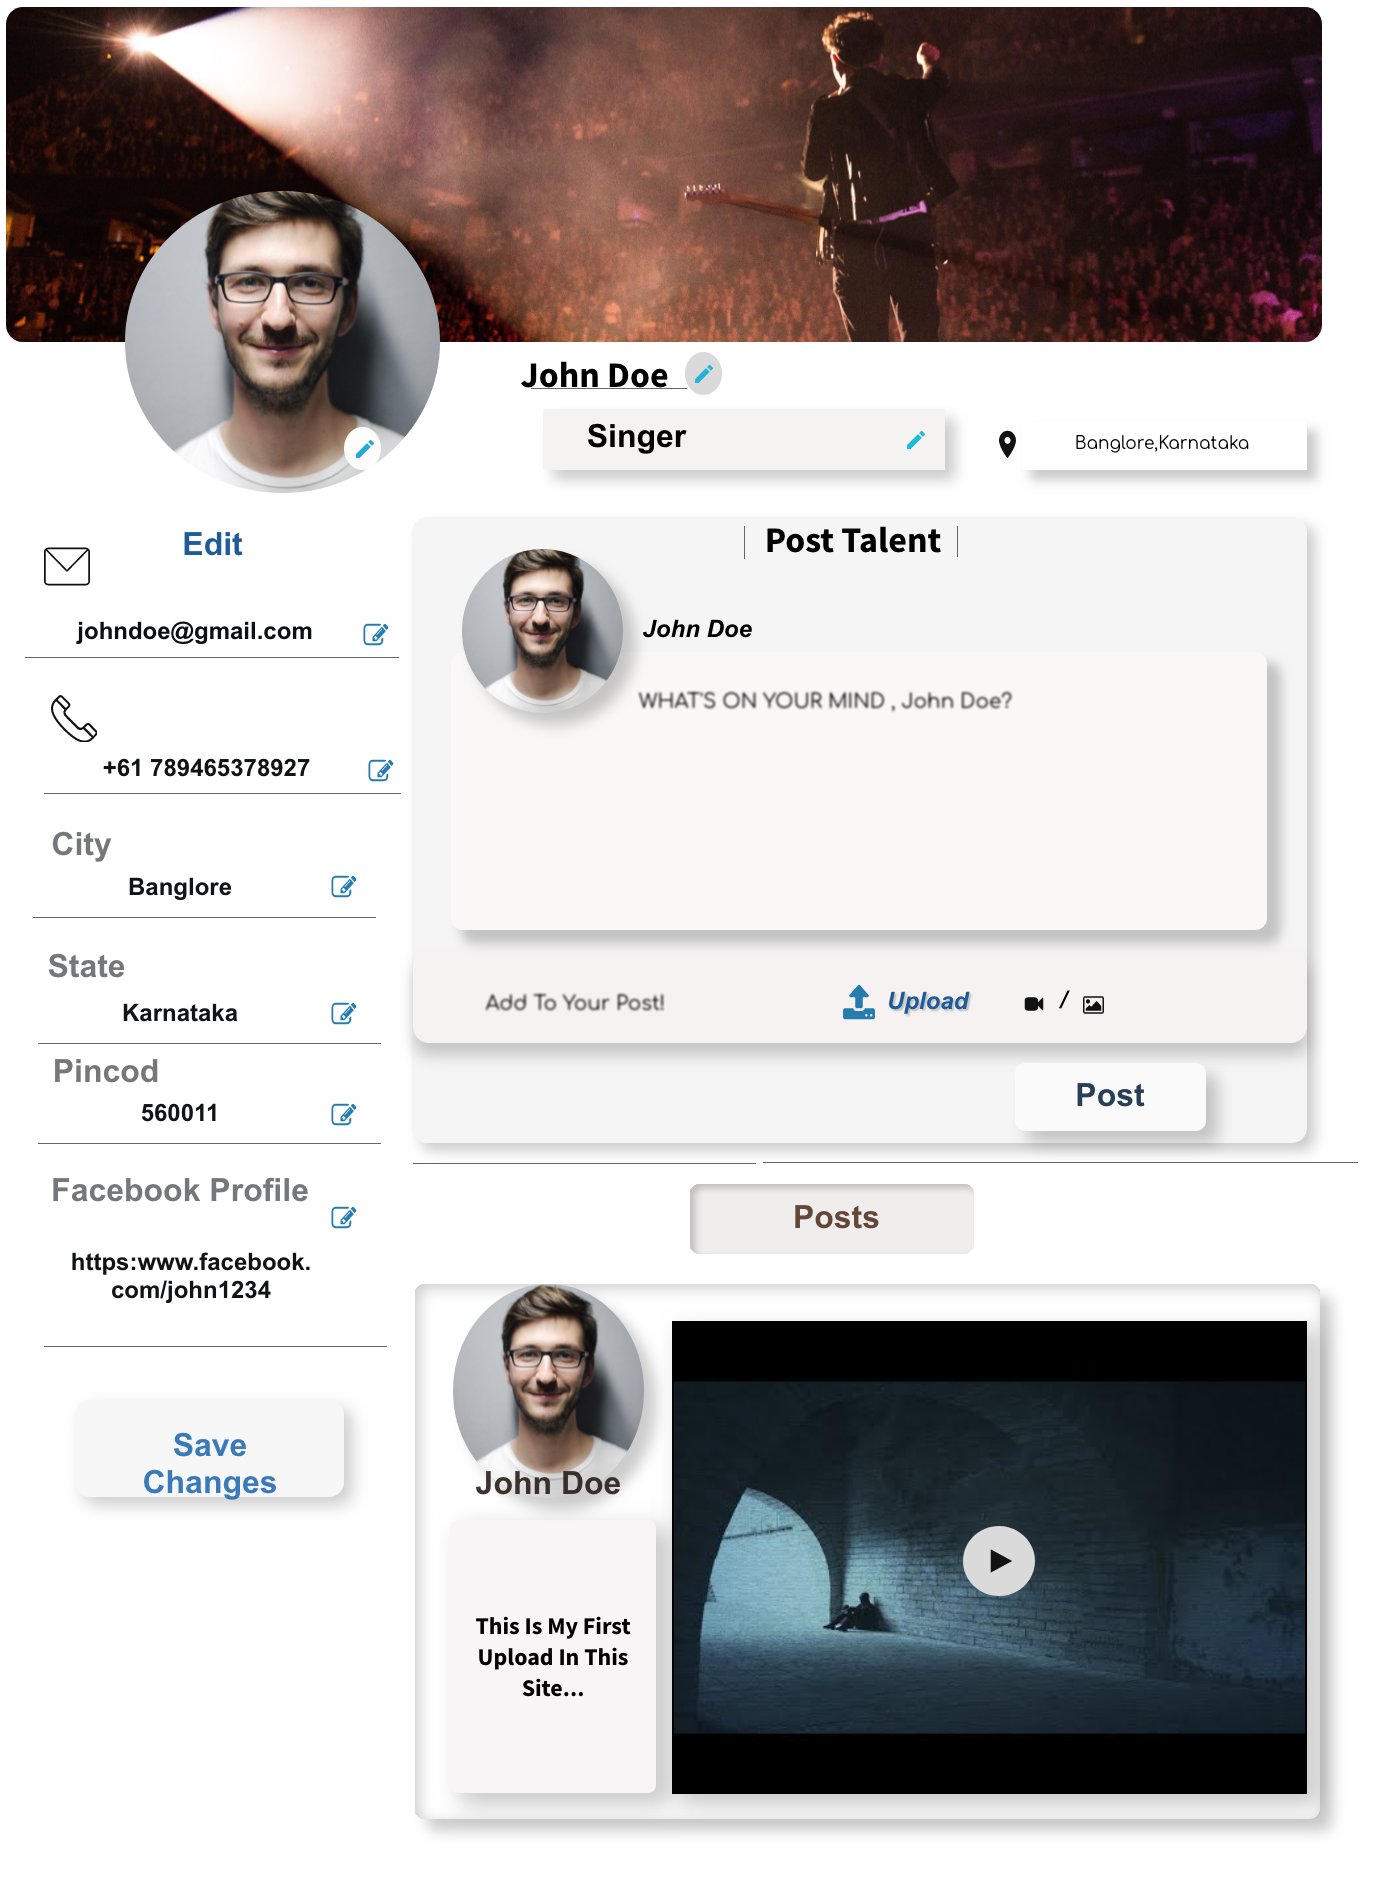 John Doe
Singer
Banglore,Karnataka
Edit
johndoe@gmail.com
+61 789465378927
City
Banglore
State
Karnataka
Pincod
560011
Facebook Profile
https:www.facebook.
com/john1234
Save
Changes
Post Talent
John Doe
WHAT'S ON YOUR MIND , John Doe?
Add To Your Post!
Upload
/
Post
Posts
John Doe
This Is My First
Upload In This
Site...